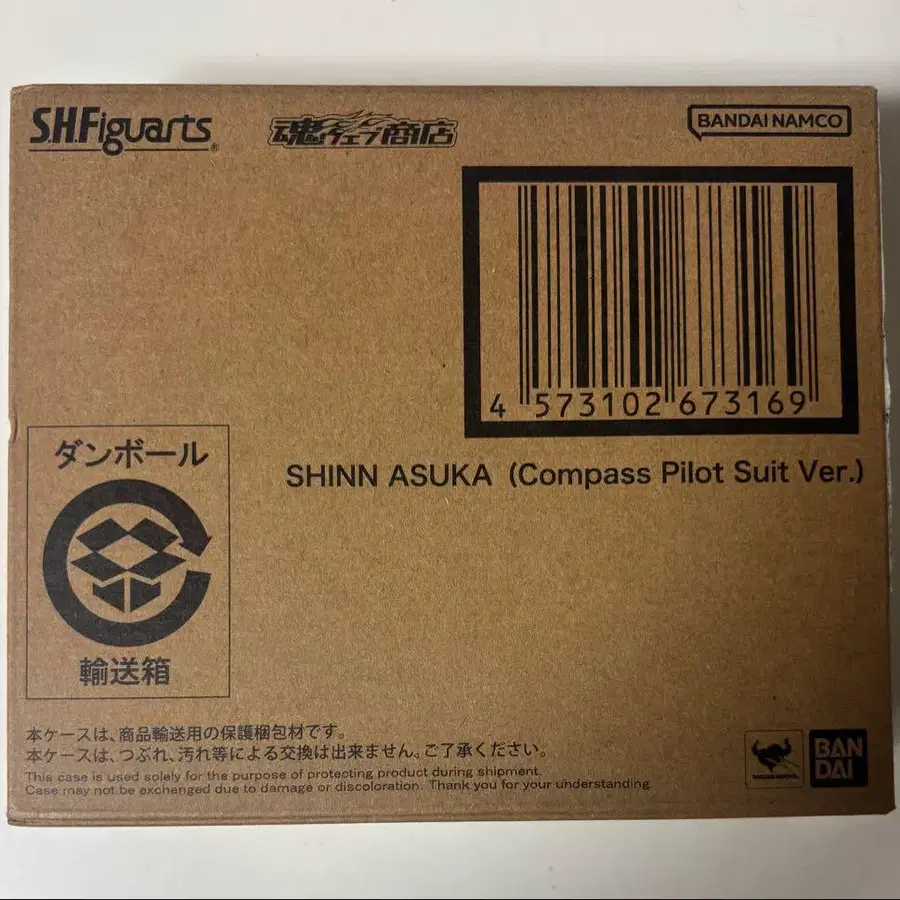 S.H.Figuarts®
魂ウェブ商店
BANDAI NAMCO
4 573102 673169
SHINN ASUKA (Compass Pilot Suit Ver.)
ダンボール
輸送箱
本ケースは、商品輸送用の保護梱包材です。
本ケースは、つぶれ、汚れ等による交換は出来ません。ご了承ください。
This case is used solely for the purpose of protecting product during shipment.
Case may not be exchanged due to damage or discoloration. Thank you for your understanding.
BAN
DAI